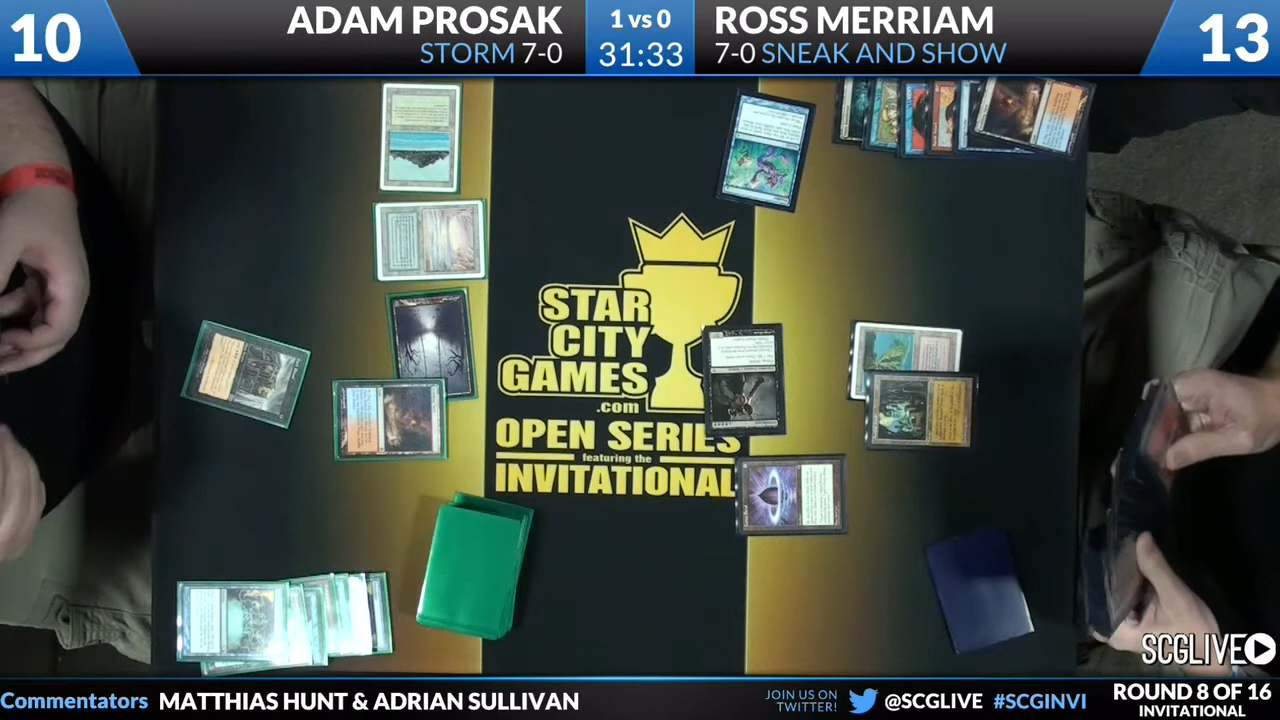 10
ADAM PROSAK
STORM 7-0
1 vs 0
31:33
ROSS MERRIAM
7-0 SNEAK AND SHOW
13
STAR
CITY
GAMES
.com
OPEN SERIES
featuring the
INVITATIONAL
SCGLIVE
Commentators MATTHIAS HUNT & ADRIAN SULLIVAN
JOIN US ON
TWITTER!
@SCGLIVE #SCGINVI
ROUND 8 OF 16
INVITATIONAL